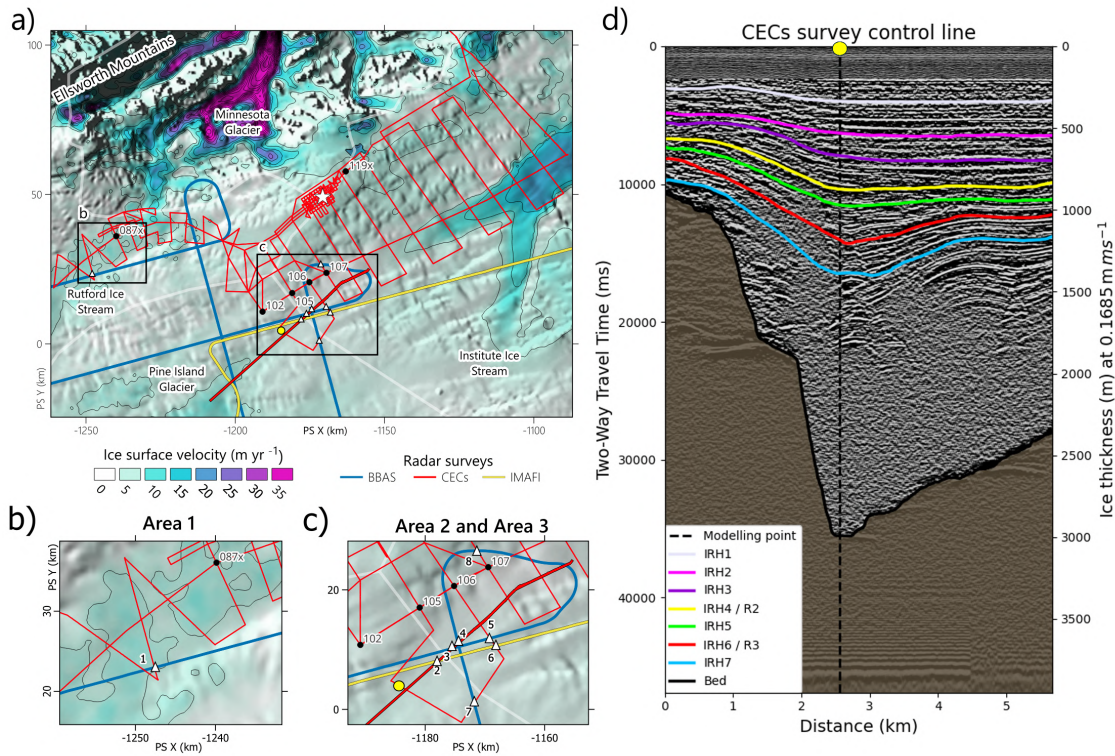 a)
100
50
0
PS Y (km)
Ellsworth Mountains
Minnesota
Glacier
119x
b
087x
c
107
106
105
102
Rutford Ice
Stream
Pine Island
Glacier
Institute Ice
Stream
-1250
-1200
PS X (km)
-1150
-1100
Ice surface velocity (m yr -1)
0 5 10 15 20 25 30 35
Radar surveys
BBAS CECs IMAFI
b)
Area 1
PS Y (km)
30
20
087x
1
-1250
-1240
PS X (km)
c)
Area 2 and Area 3
20
0
8
107
106
105
102
4
5
3
6
2
7
-1180
PS X (km)
-1160
d)
CECs survey control line
Two-Way Travel Time (ms)
0
10000
20000
30000
40000
0
500
1000
1500
2000
2500
3000
3500
Ice thickness (m) at 0.1685 m ms−1
Modelling point
IRH1
IRH2
IRH3
IRH4 / R2
IRH5
IRH6 / R3
IRH7
Bed
0 1 2 3 4 5
Distance (km)